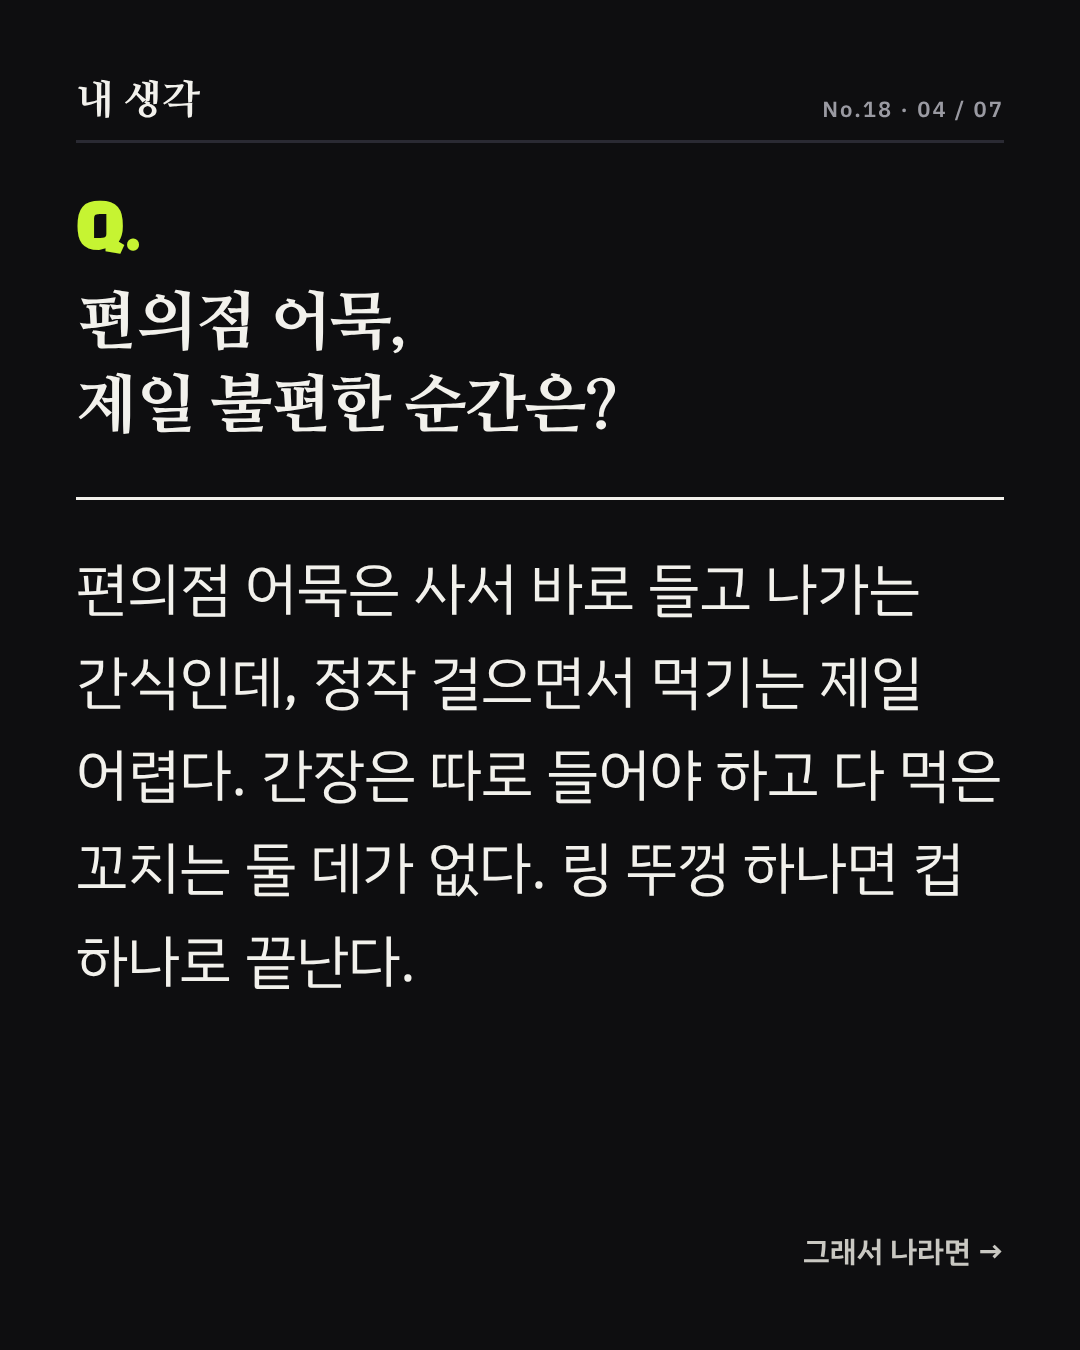 내 생각
No.18 · 04 / 07
Q.
편의점 어묵,
제일 불편한 순간은?
편의점 어묵은 사서 바로 들고 나가는
간식인데, 정작 걸으면서 먹기는 제일
어렵다. 간장은 따로 들어야 하고 다 먹은
꼬치는 둘 데가 없다. 링 뚜껑 하나면 컵
하나로 끝난다.
그래서 나라면 →